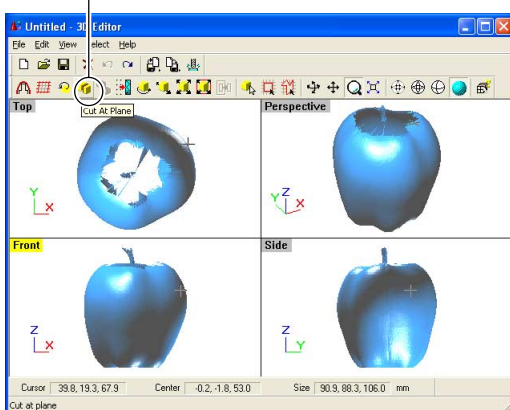 Untitled - 3D Editor
File Edit View Select Help
Cut At Plane
Top
Perspective
Y
X
Z
Y
X
Front
Side
Z
X
Z
Y
Cursor 39.8, 19.3, 67.9 Center -0.2, -1.8, 53.0 Size 90.9, 88.3, 106.0 mm
Cut at plane